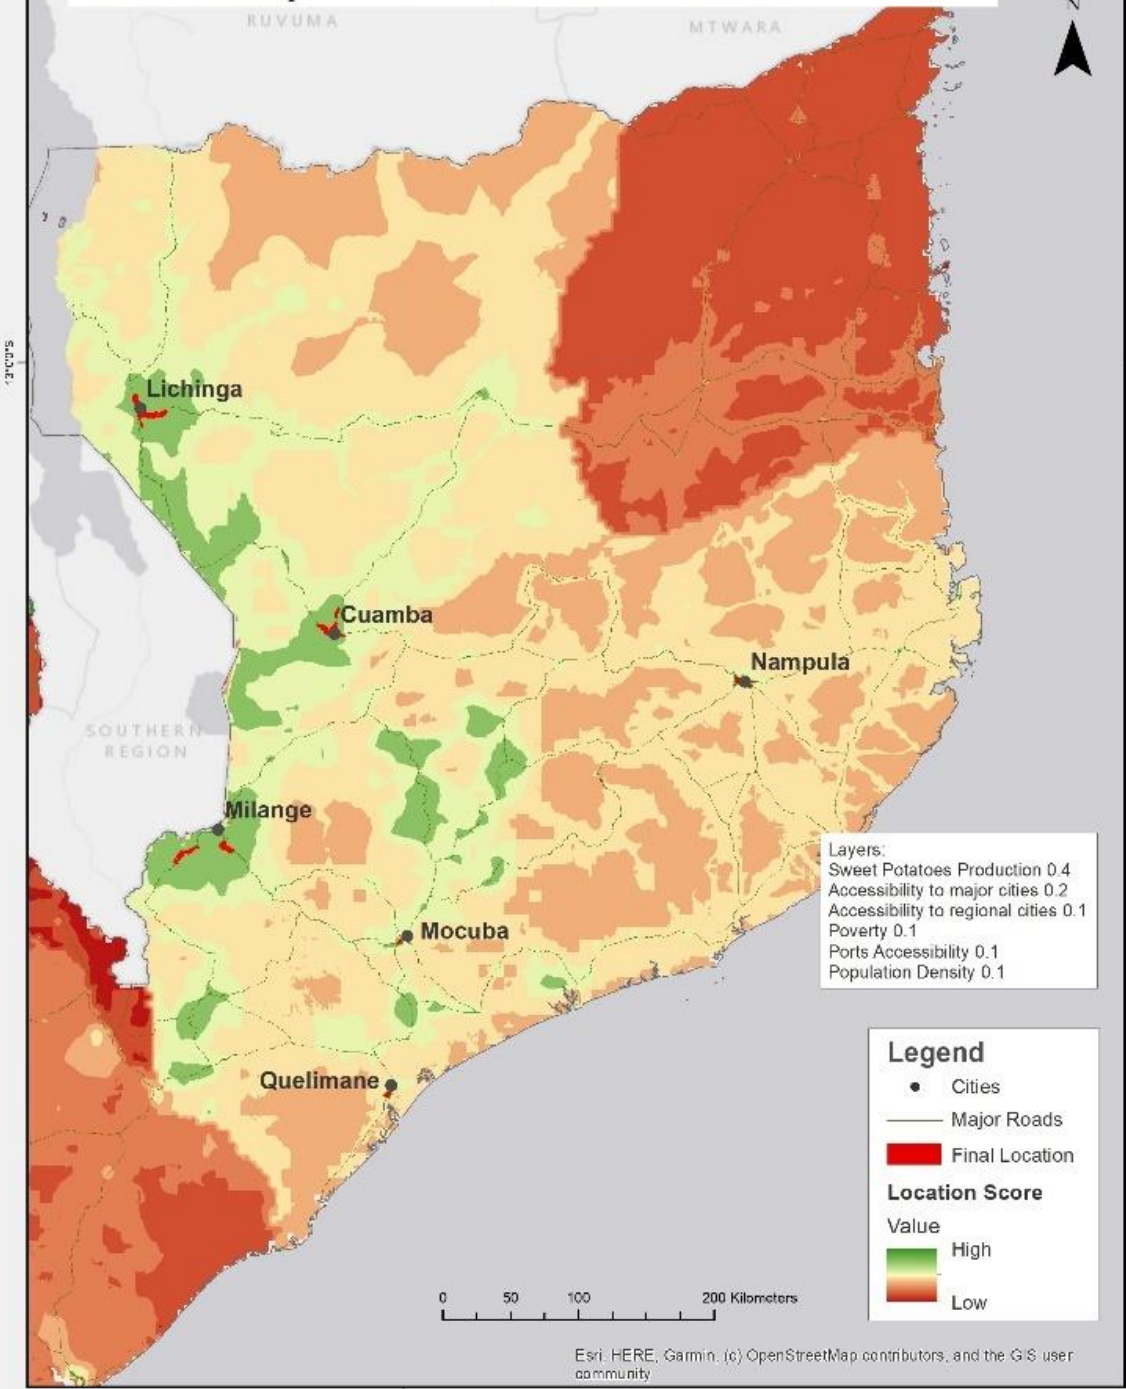 RUVUMA
MTWARA
Lichinga
Cuamba
Nampula
SOUTHERN
REGION
Milange
Mocuba
Quelimane
Layers:
Sweet Potatoes Production 0.4
Accessibility to major cities 0.2
Accessibility to regional cities 0.1
Poverty 0.1
Ports Accessibility 0.1
Population Density 0.1
Legend
Cities
Major Roads
Final Location
Location Score
Value
High
Low
0 50 100 200 Kilometers
Esri, HERE, Garmin, (c) OpenStreetMap contributors, and the GIS user
community